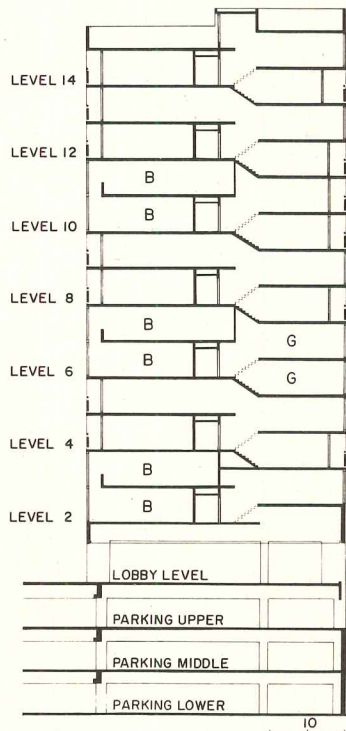 LEVEL 14
LEVEL 12
B
B
LEVEL 10
LEVEL 8
B
G
B
LEVEL 6
G
LEVEL 4
B
B
LEVEL 2
LOBBY LEVEL
PARKING UPPER
PARKING MIDDLE
PARKING LOWER
10